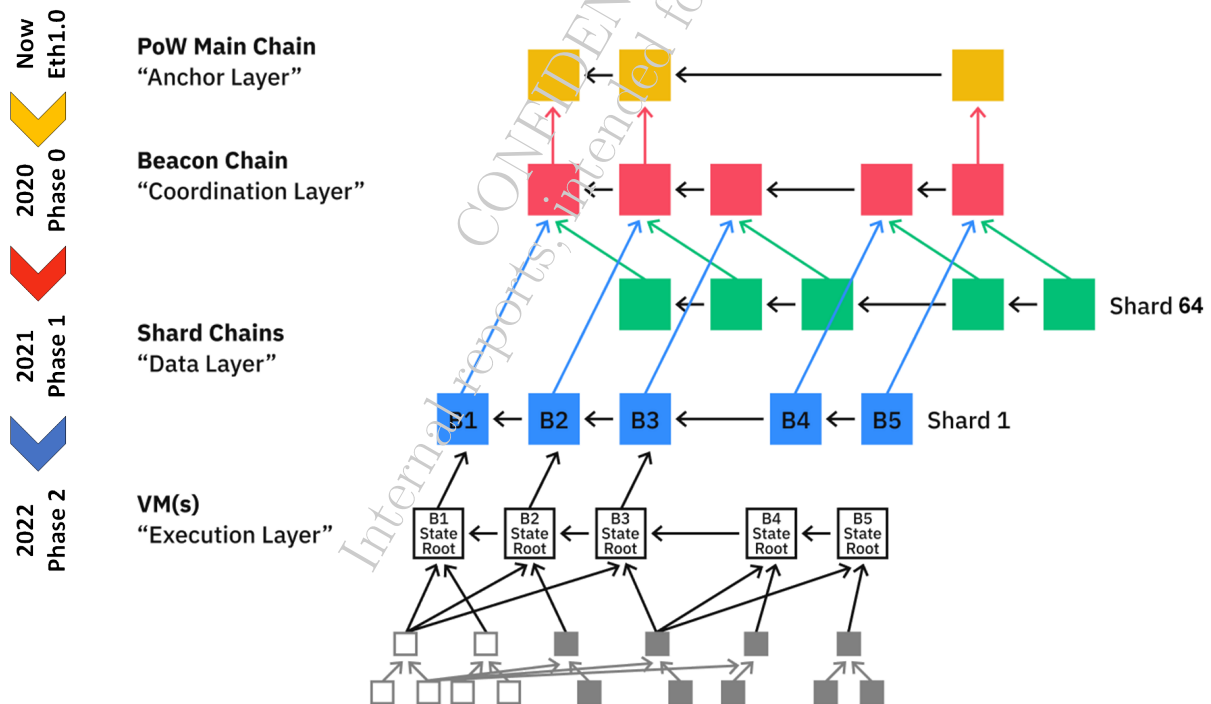 Now
Eth1.0
PoW Main Chain
“Anchor Layer”
2020
Phase 0
Beacon Chain
“Coordination Layer”
Shard 64
2021
Phase 1
Shard Chains
“Data Layer”
B1
B2
B3
B4
B5
Shard 1
2022
Phase 2
VM(s)
“Execution Layer”
B1
State
Root
B2
State
Root
B3
State
Root
B4
State
Root
B5
State
Root
CONFIDEN
Internal reports, intended fo